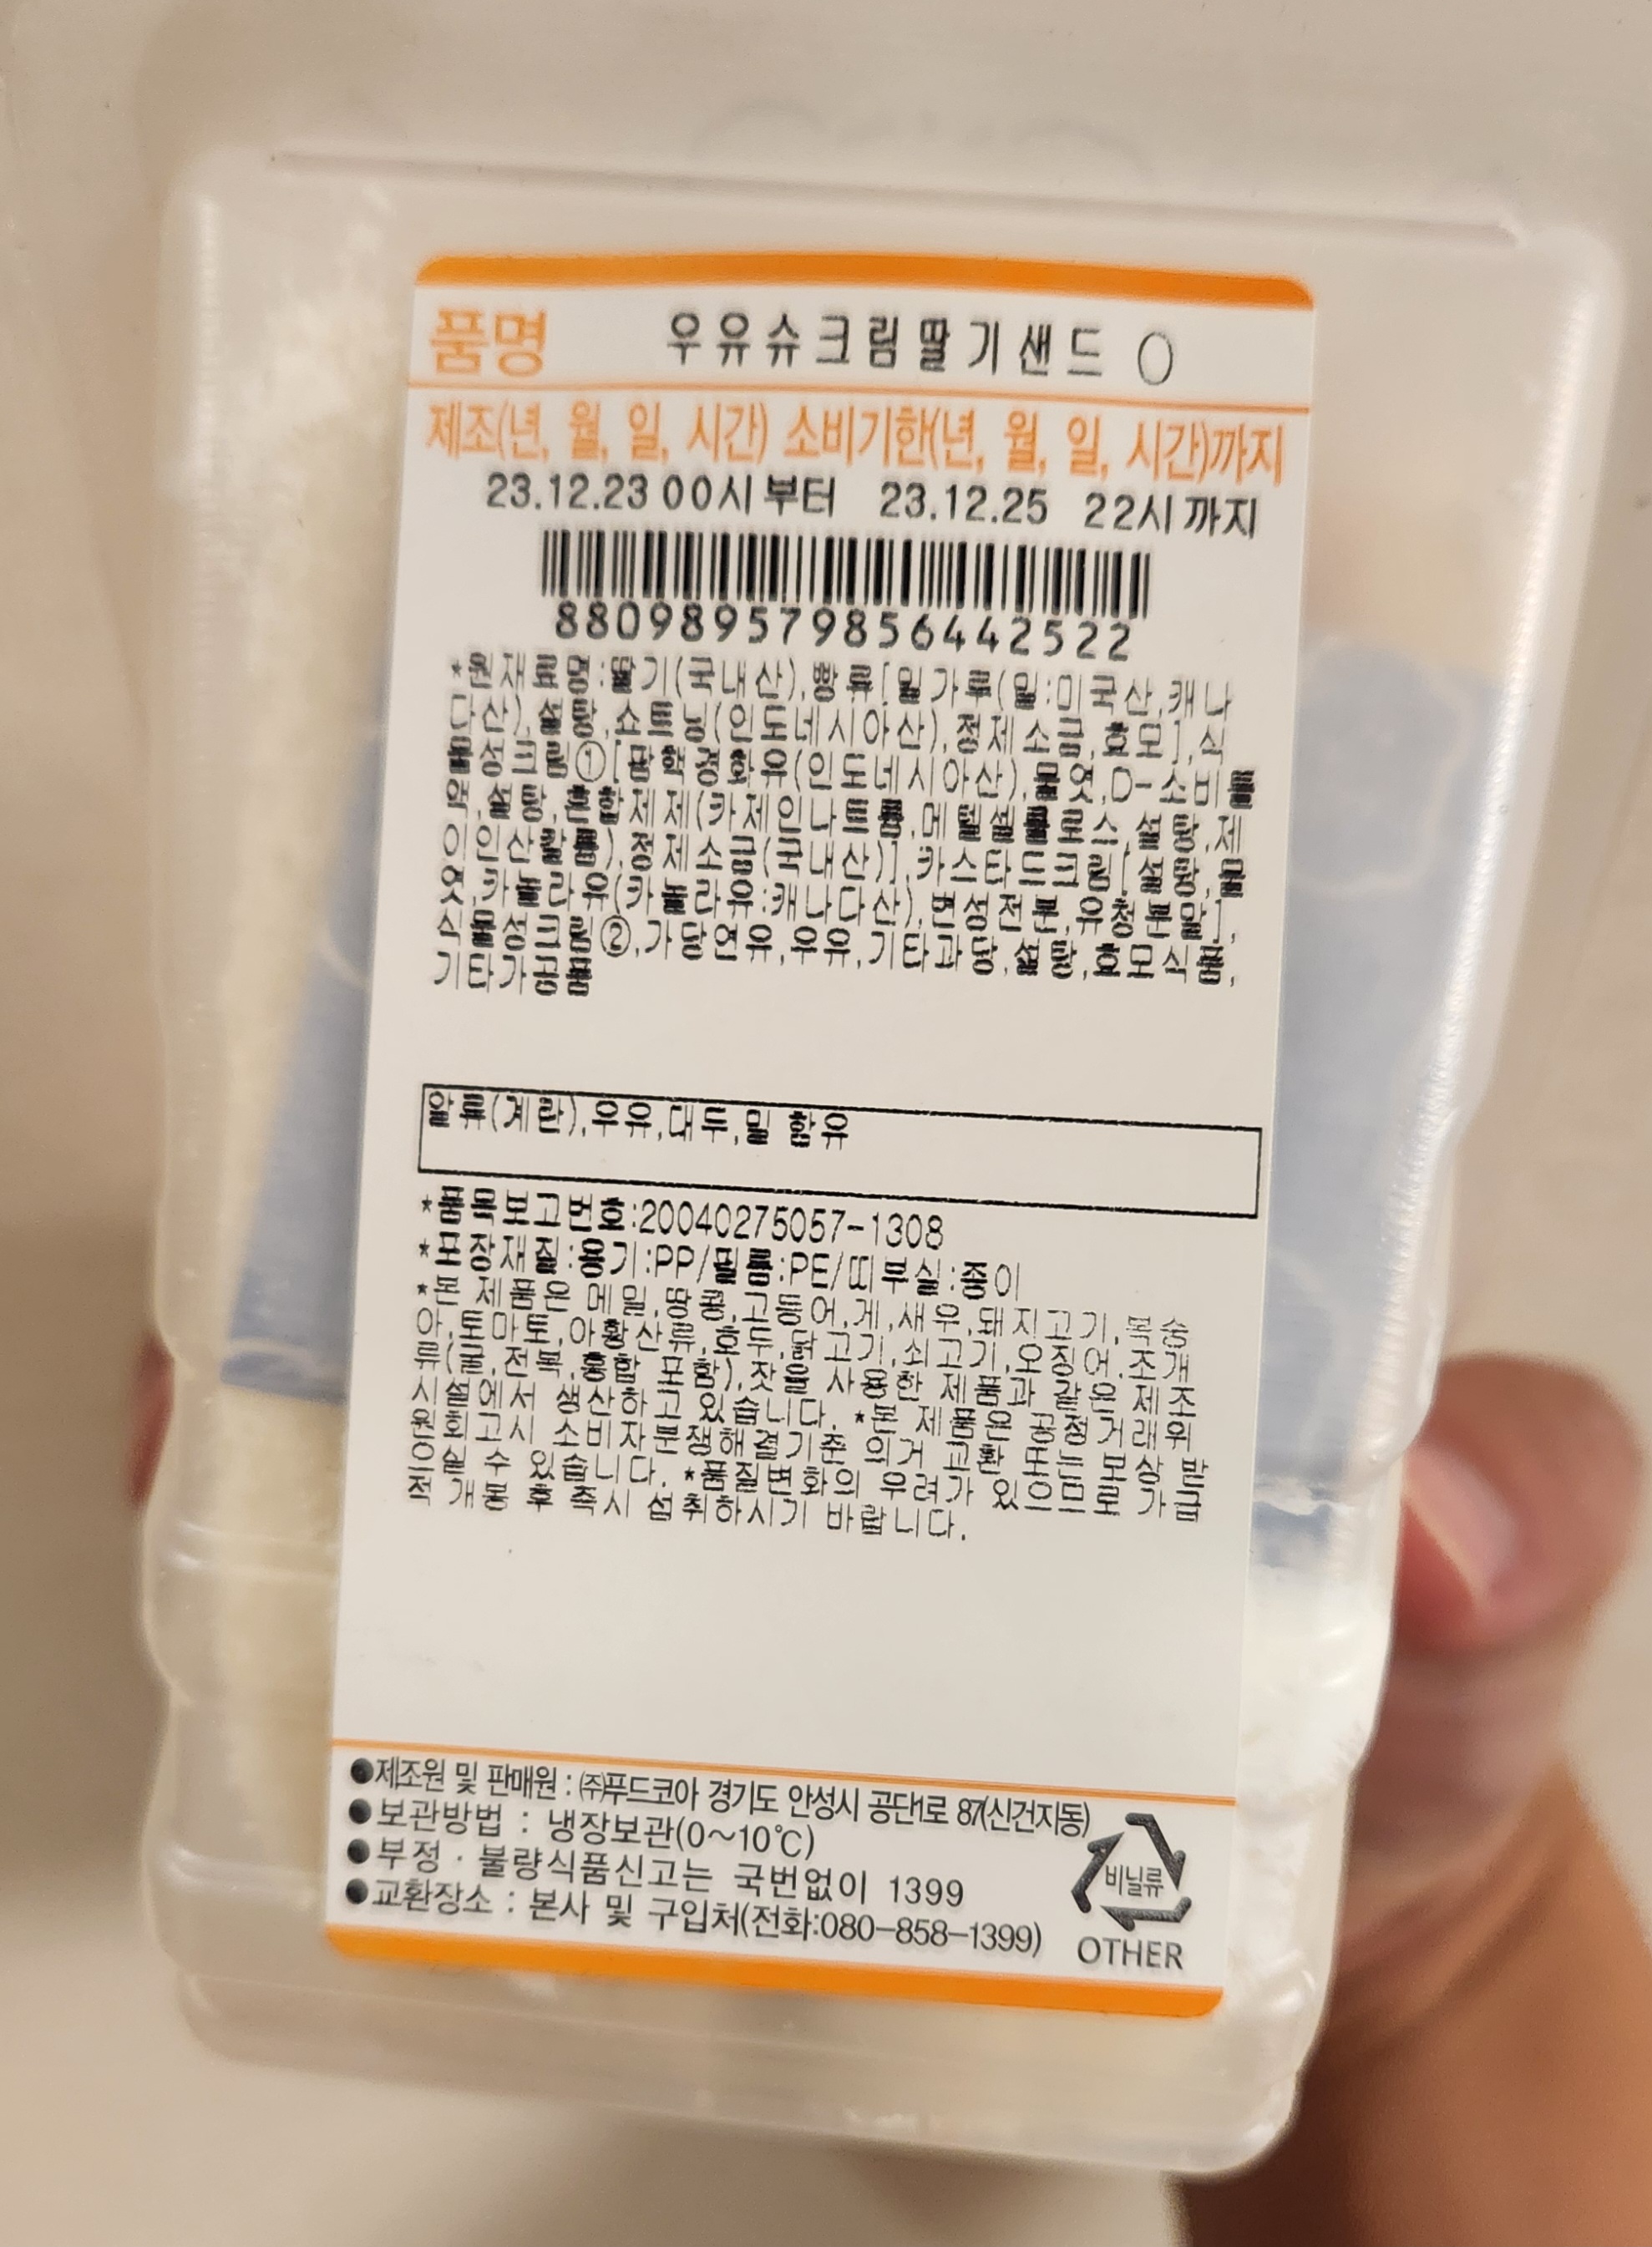 품명 우유슈크림딸기샌드 O
제조(년, 월, 일, 시간) 소비기한(년, 월, 일, 시간)까지
23.12.23 00시 부터 23.12.25 22시 까지
8809895798564422522
*원재료명:딸기(국내산),빵류[밀가루(밀:미국산,캐나
다산),설탕,쇼트닝(인도네시아산),정제소금,효모],식
물성크림①[팜핵경화유(인도네시아산),물엿,D-소비톨
액,설탕,혼합제제(카제인나트륨,메틸셀룰로스,설탕,제
이인산칼륨),정제소금(국내산)],카스타드크림[설탕,물
엿,카놀라유(카놀라유:캐나다산),변성전분,유청분말],
식물성크림②,가당연유,우유,기타과당,설탕,효모식품,
기타가공품
알류(계란),우유,대두,밀 함유
*품목보고번호:20040275057-1308
*포장재질:용기:PP/필름:PE/띠부실:종이
*본 제품은 메밀,땅콩,고등어,게,새우,돼지고기,복숭
아,토마토,아황산류,호두,닭고기,쇠고기,오징어,조개
류(굴,전복,홍합 포함),잣을 사용한 제품과 같은 제조
시설에서 생산하고 있습니다. *본 제품은 공정거래위
원회고시 소비자분쟁해결기준 의거 교환 또는 보상 받
으실 수 있습니다. *품질변화의 우려가 있으므로 가급
적 개봉 후 즉시 섭취하시기 바랍니다.
●제조원 및 판매원 : ㈜푸드코아 경기도 안성시 공단1로 87(신건지동)
●보관방법 : 냉장보관(0~10℃)
●부정 · 불량식품신고는 국번없이 1399
●교환장소 : 본사 및 구입처(전화:080-858-1399)
비닐류
OTHER